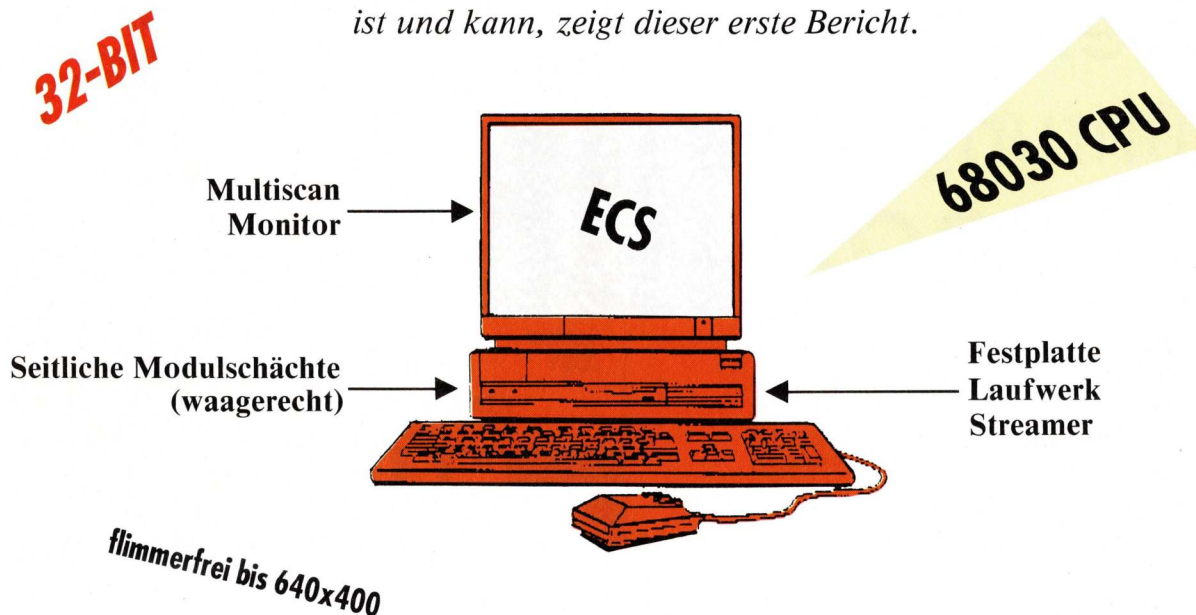 ist und kann, zeigt dieser erste Bericht.
32-BIT
68030 CPU
Multiscan
Monitor
ECS
Seitliche Modulschächte
(waagerecht)
Festplatte
Laufwerk
Streamer
flimmerfrei bis 640x400